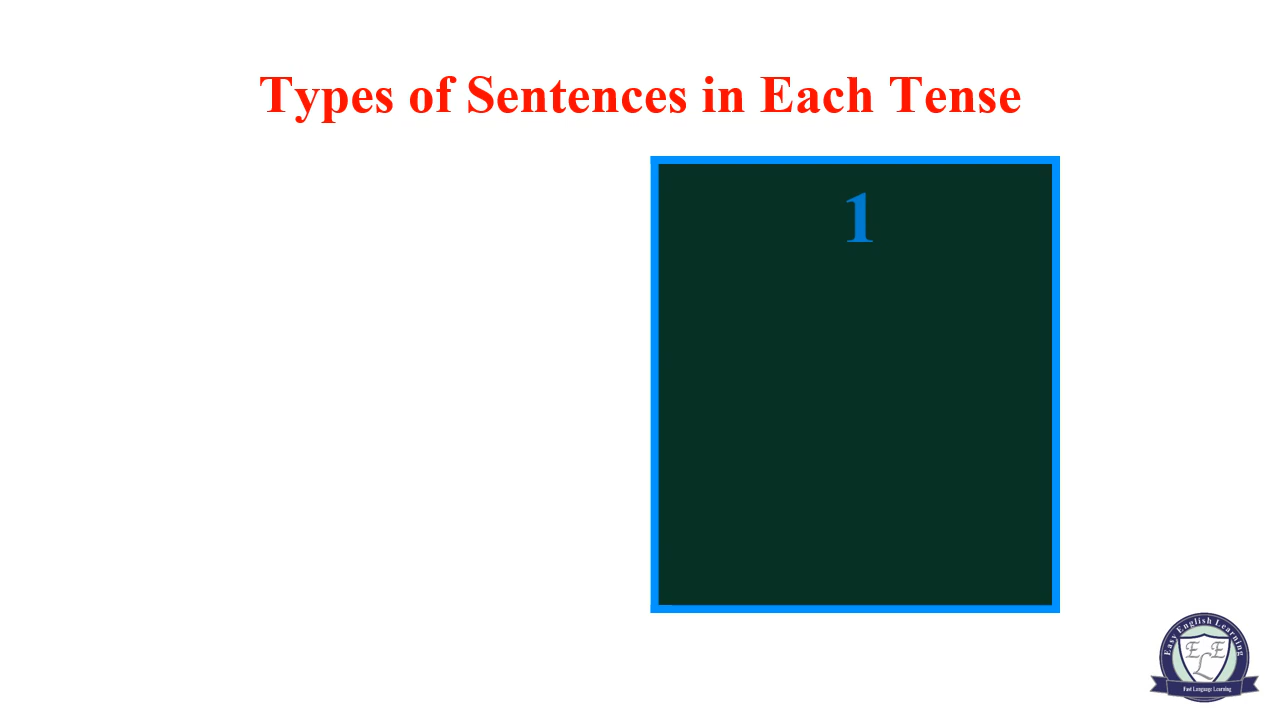 Types of Sentences in Each Tense
1
Easy English Learning
ELE
Fast Language Learning